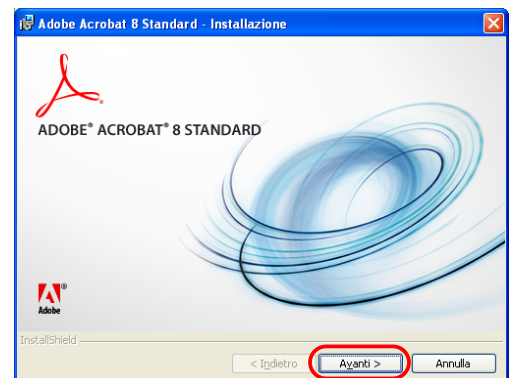 Adobe Acrobat 8 Standard - Installazione
ADOBE® ACROBAT® 8 STANDARD
Adobe
InstallShield
< Indietro Avanti > Annulla